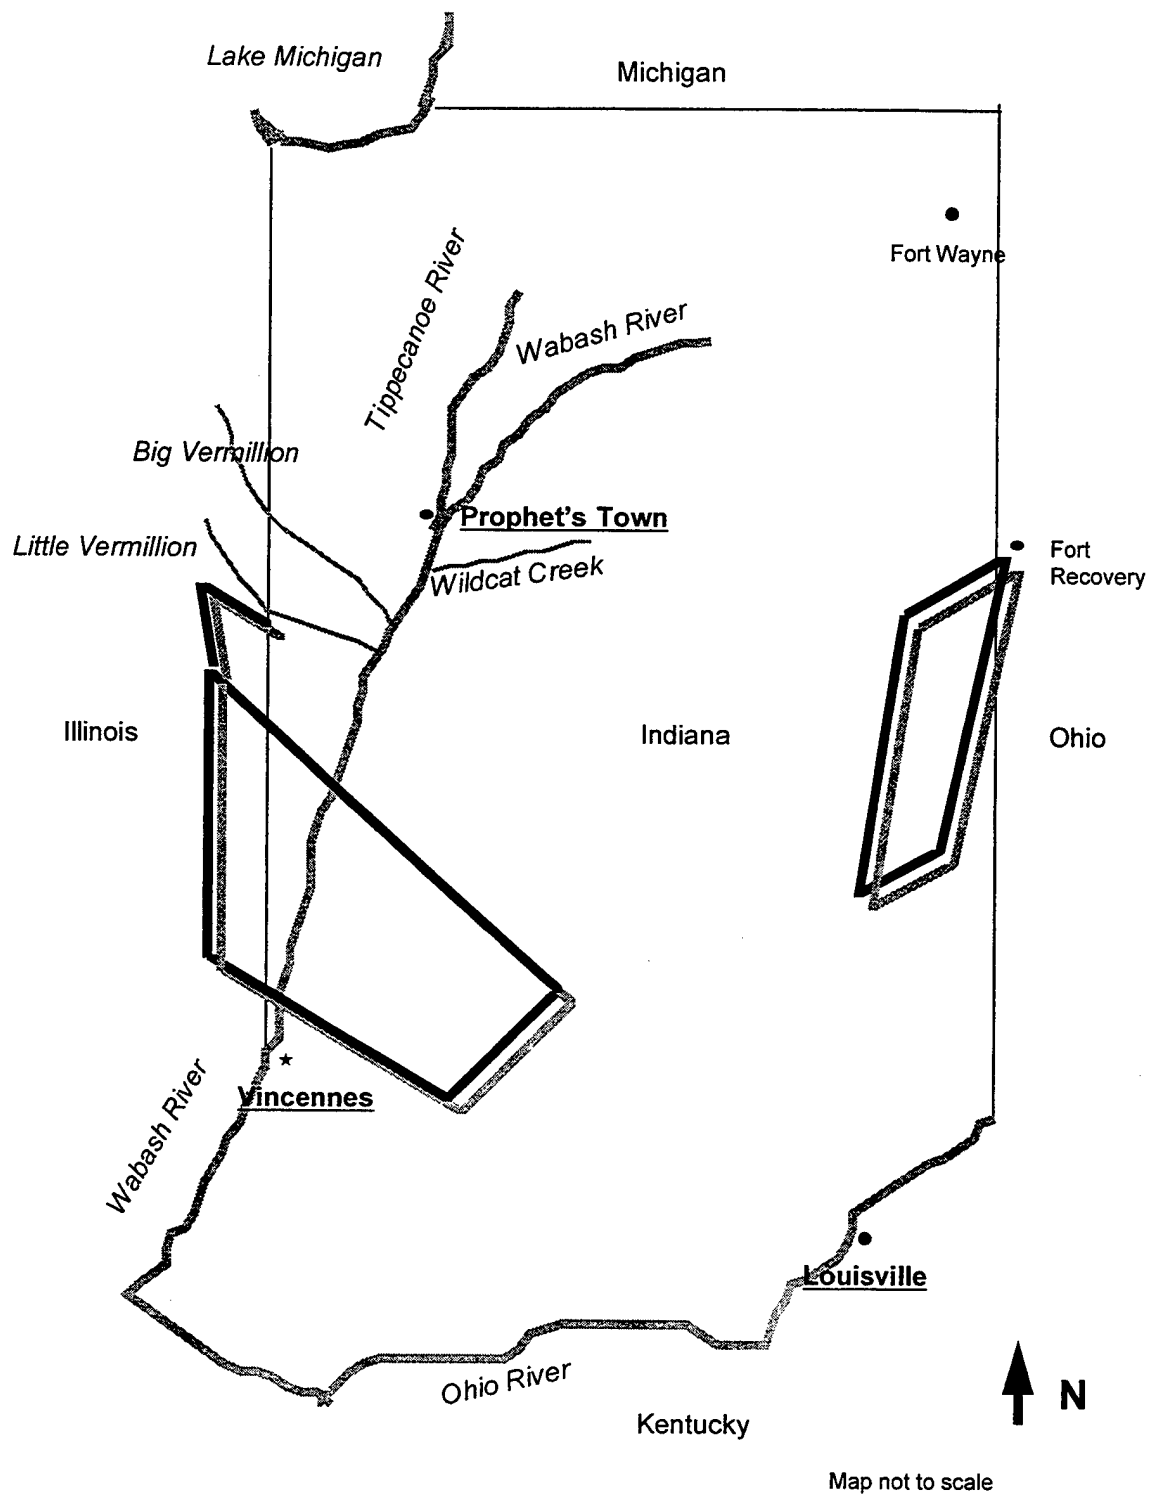 Lake Michigan
Michigan
Fort Wayne
Tippecanoe River
Wabash River
Big Vermillion
Prophet's Town
Little Vermillion
Wildcat Creek
Fort
Recovery
Illinois
Indiana
Ohio
Vincennes
Wabash River
Louisville
Ohio River
N
Kentucky
Map not to scale